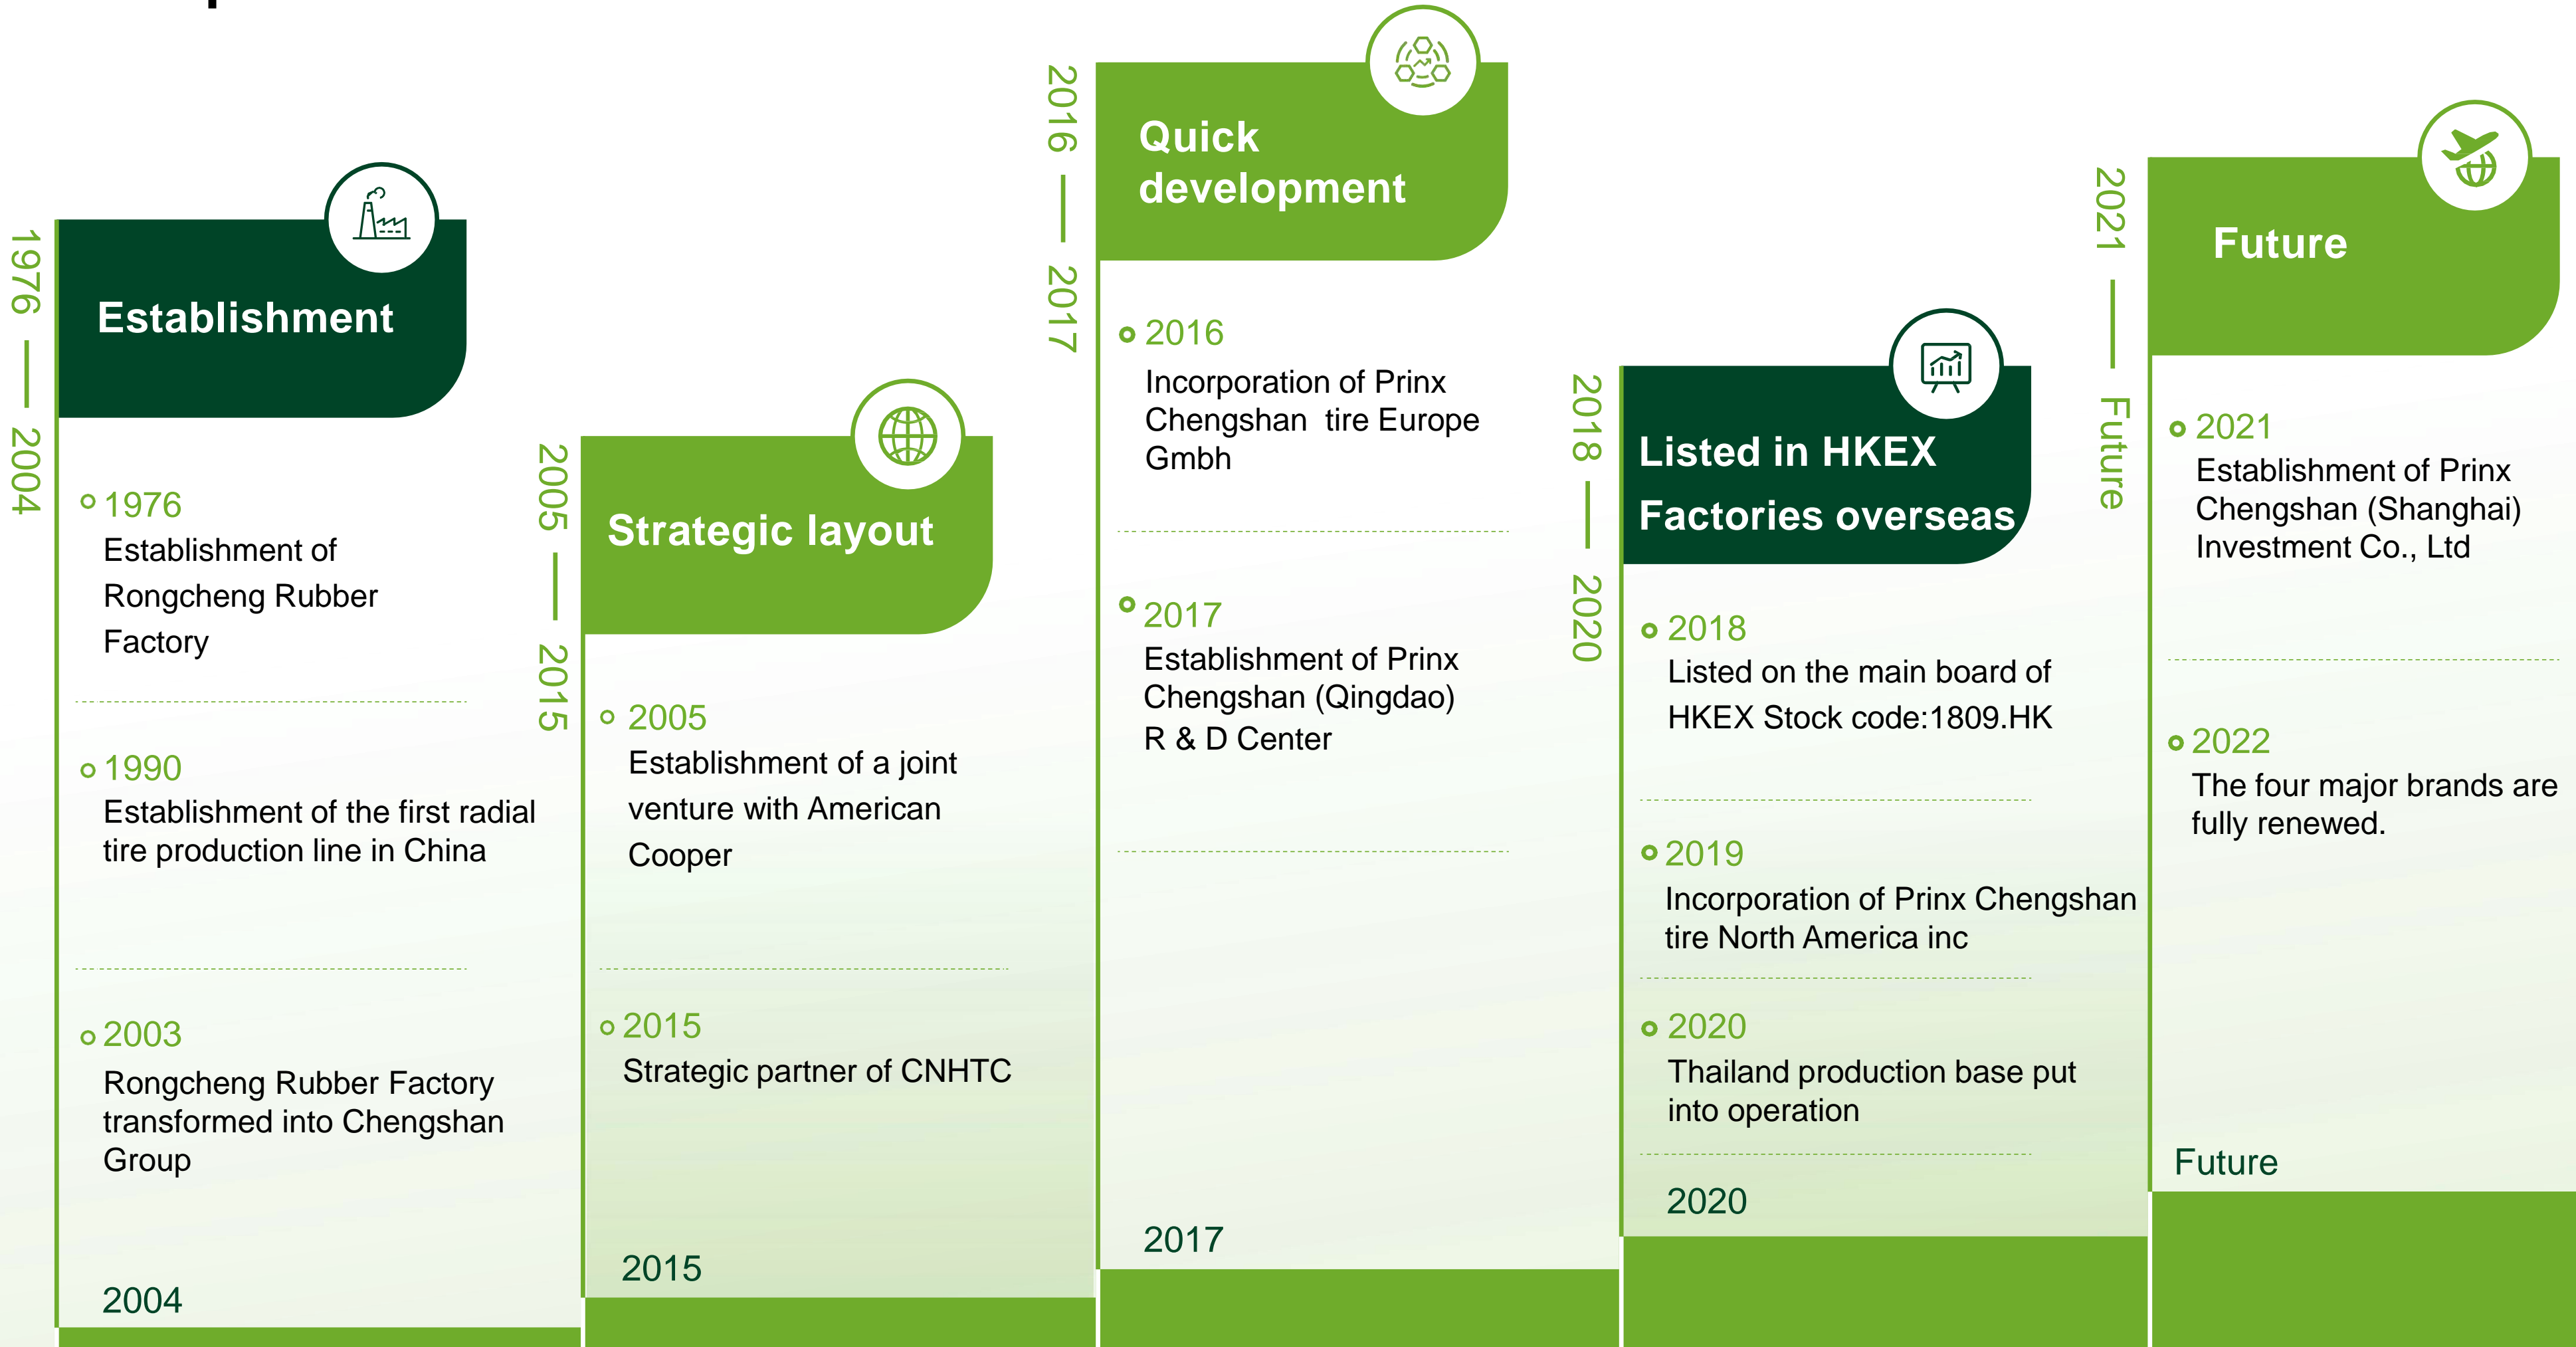 1976 — 2004
Establishment
1976
Establishment of
Rongcheng Rubber
Factory
1990
Establishment of the first radial
tire production line in China
2003
Rongcheng Rubber Factory
transformed into Chengshan
Group
2004
2005 — 2015
Strategic layout
2005
Establishment of a joint
venture with American
Cooper
2015
Strategic partner of CNHTC
2015
2016 — 2017
Quick
development
2016
Incorporation of Prinx
Chengshan  tire Europe
Gmbh
2017
Establishment of Prinx
Chengshan (Qingdao)
R & D Center
2017
2018 — 2020
Listed in HKEX
Factories overseas
2018
Listed on the main board of
HKEX Stock code:1809.HK
2019
Incorporation of Prinx Chengshan
tire North America inc
2020
Thailand production base put
into operation
2020
2021 — Future
Future
2021
Establishment of Prinx
Chengshan (Shanghai)
Investment Co., Ltd
2022
The four major brands are
fully renewed.
Future